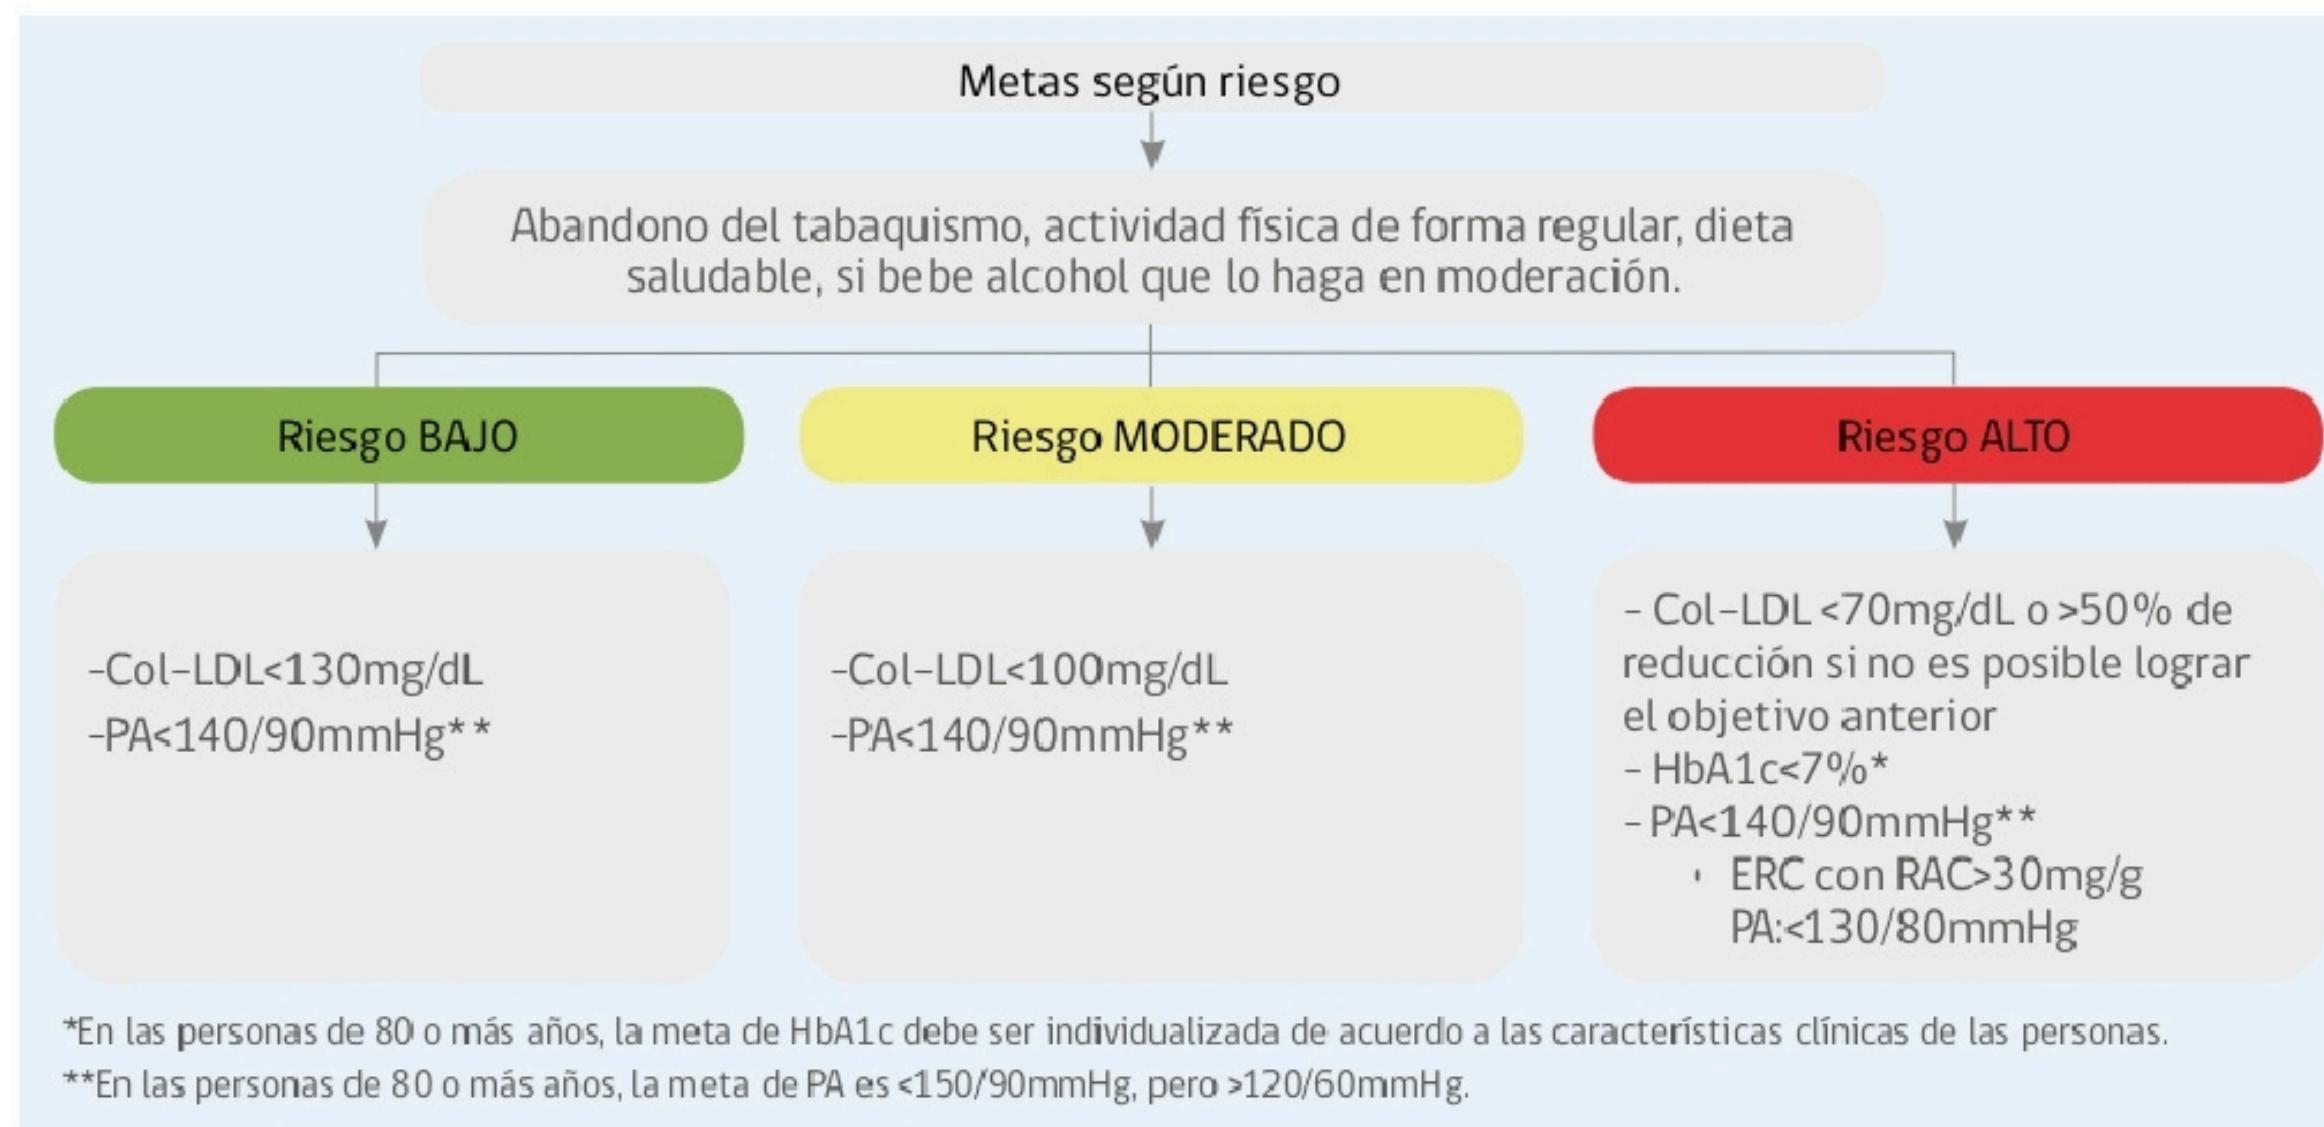 Metas según riesgo
Abandono del tabaquismo, actividad física de forma regular, dieta
saludable, si bebe alcohol que lo haga en moderación.
Riesgo BAJO
-Col-LDL<130mg/dL
-PA<140/90mmHg**
Riesgo MODERADO
-Col-LDL<100mg/dL
-PA<140/90mmHg**
Riesgo ALTO
- Col-LDL <70mg/dL o >50% de
reducción si no es posible lograr
el objetivo anterior
- HbA1c<7%*
- PA<140/90mmHg**
• ERC con RAC>30mg/g
PA:<130/80mmHg
*En las personas de 80 o más años, la meta de HbA1c debe ser individualizada de acuerdo a las características clínicas de las personas.
**En las personas de 80 o más años, la meta de PA es <150/90mmHg, pero >120/60mmHg.